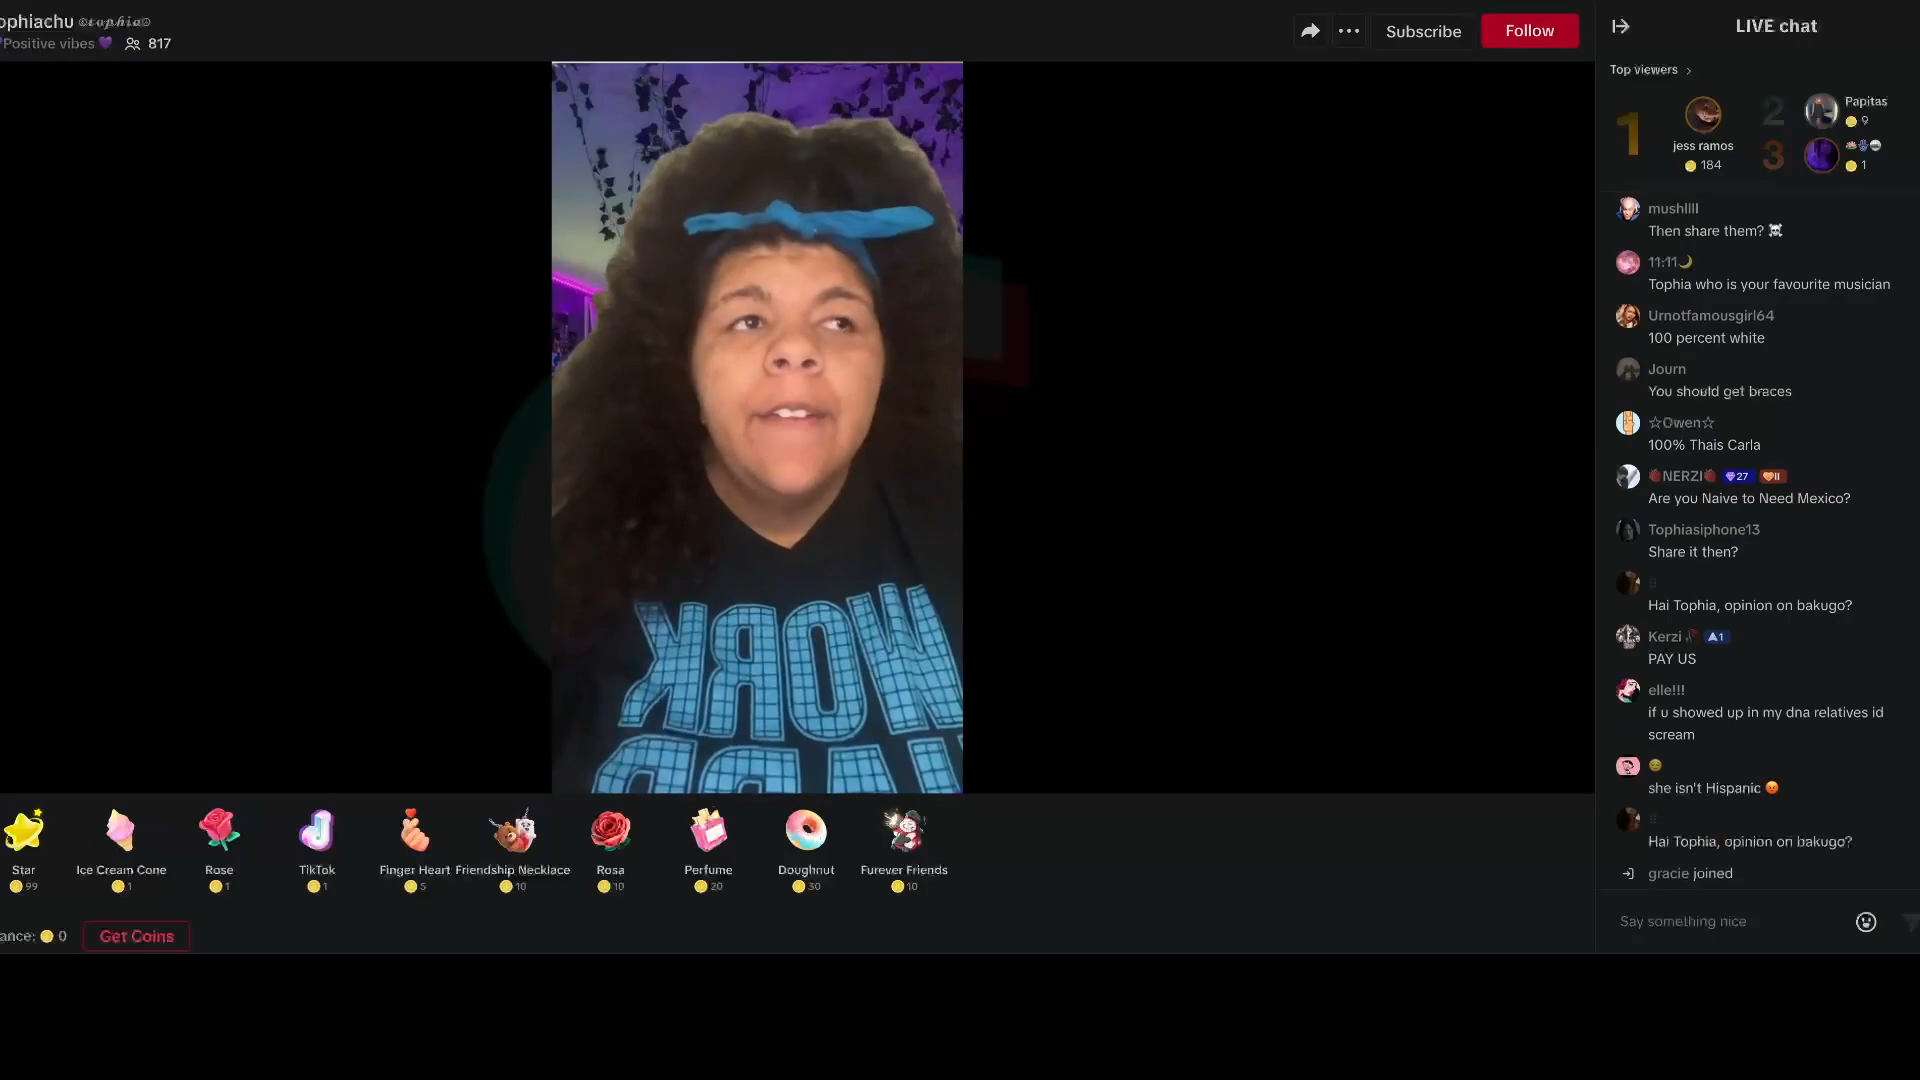 ophiachu @tophia
Positive vibes 💜 817
Subscribe
Follow
LIVE chat
Top viewers >
1
jess ramos
184
2
Papitas
9
3
1
mushllll
Then share them? ☠️
11:11🌙
Tophia who is your favourite musician
Urnotfamousgirl64
100 percent white
Journ
You should get braces
☆Owen☆
100% Thais Carla
NERZI 27 II
Are you Naive to Need Mexico?
Tophiasiphone13
Share it then?
Hai Tophia, opinion on bakugo?
Kerzi 1
PAY US
elle!!!
if u showed up in my dna relatives id
scream
she isn't Hispanic 😡
Hai Tophia, opinion on bakugo?
gracie joined
Say something nice
WORK
HARD
Star
99
Ice Cream Cone
1
Rose
1
TikTok
1
Finger Heart
5
Friendship Necklace
10
Rosa
10
Perfume
20
Doughnut
30
Furever Friends
10
ance: 0
Get Coins